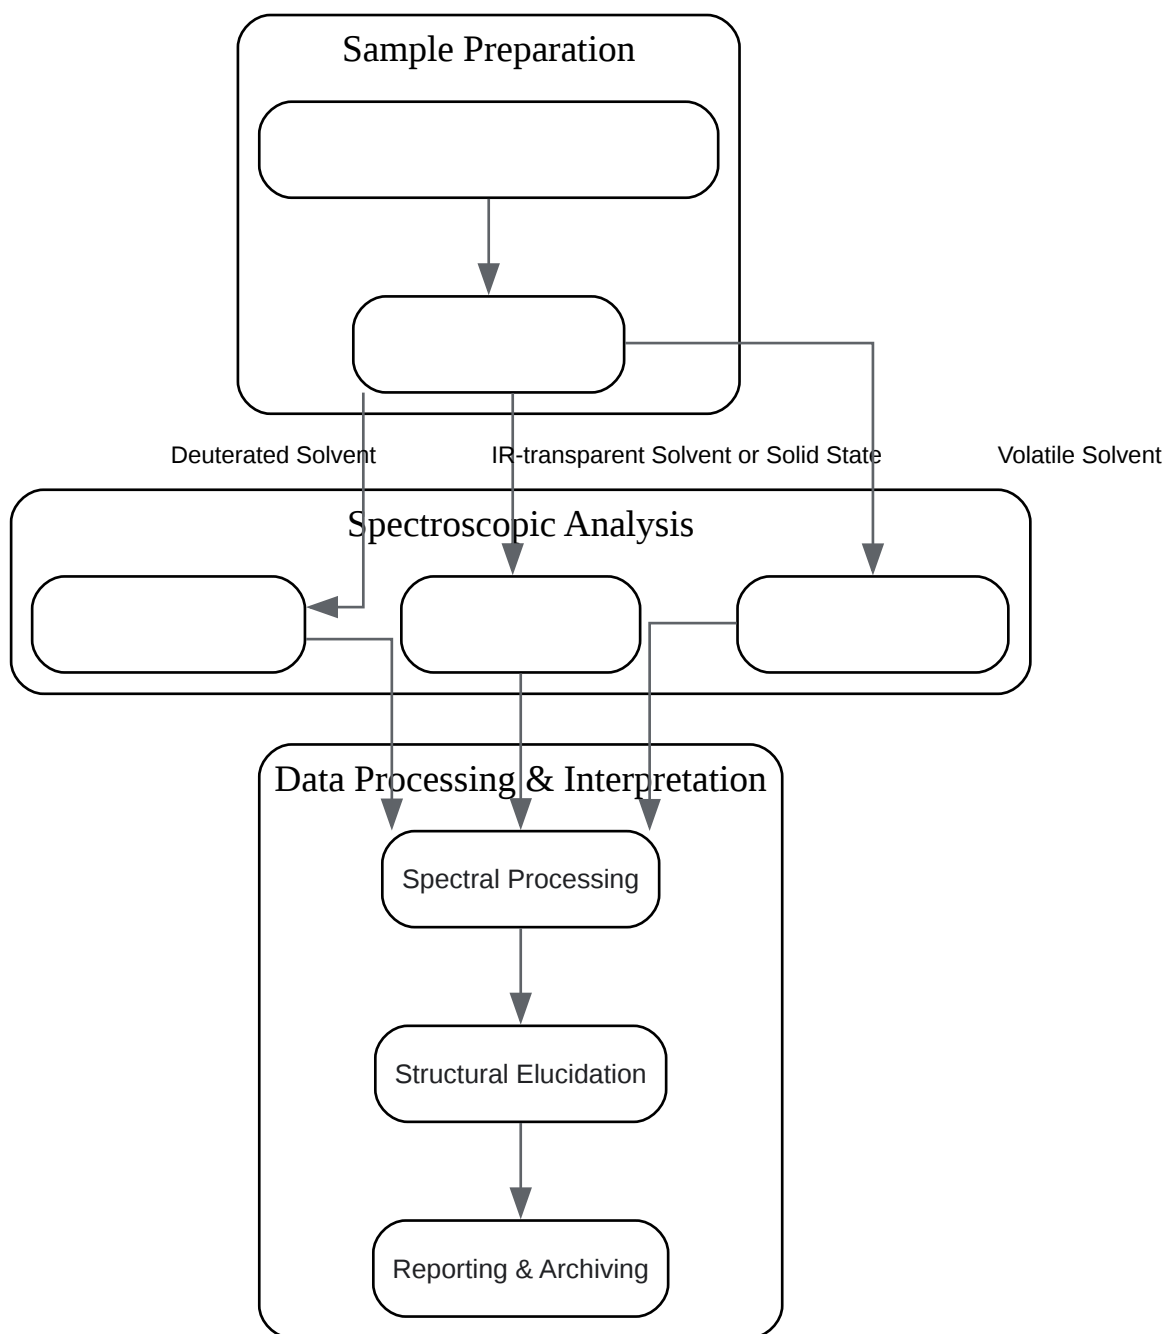 Sample Preparation
Deuterated Solvent
IR-transparent Solvent or Solid State
Volatile Solvent
Spectroscopic Analysis
Data Processing & Interpretation
Spectral Processing
Structural Elucidation
Reporting & Archiving